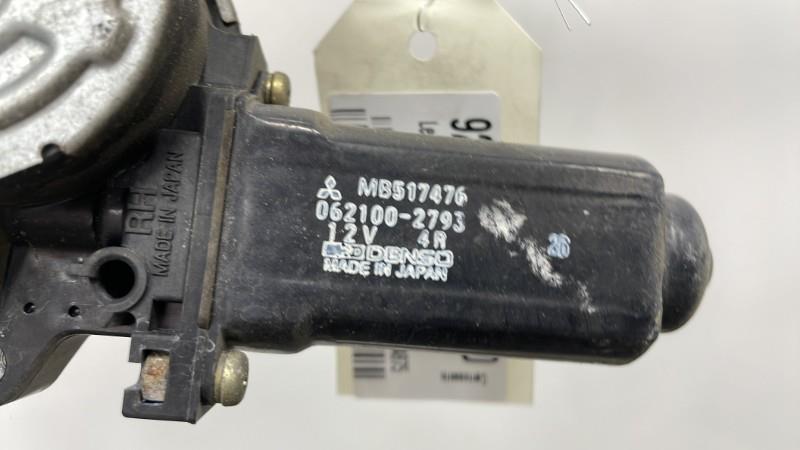 MB517476
062100-2793
12V 4R
DENSO
MADE IN JAPAN
26
RH
MADE IN JAPAN